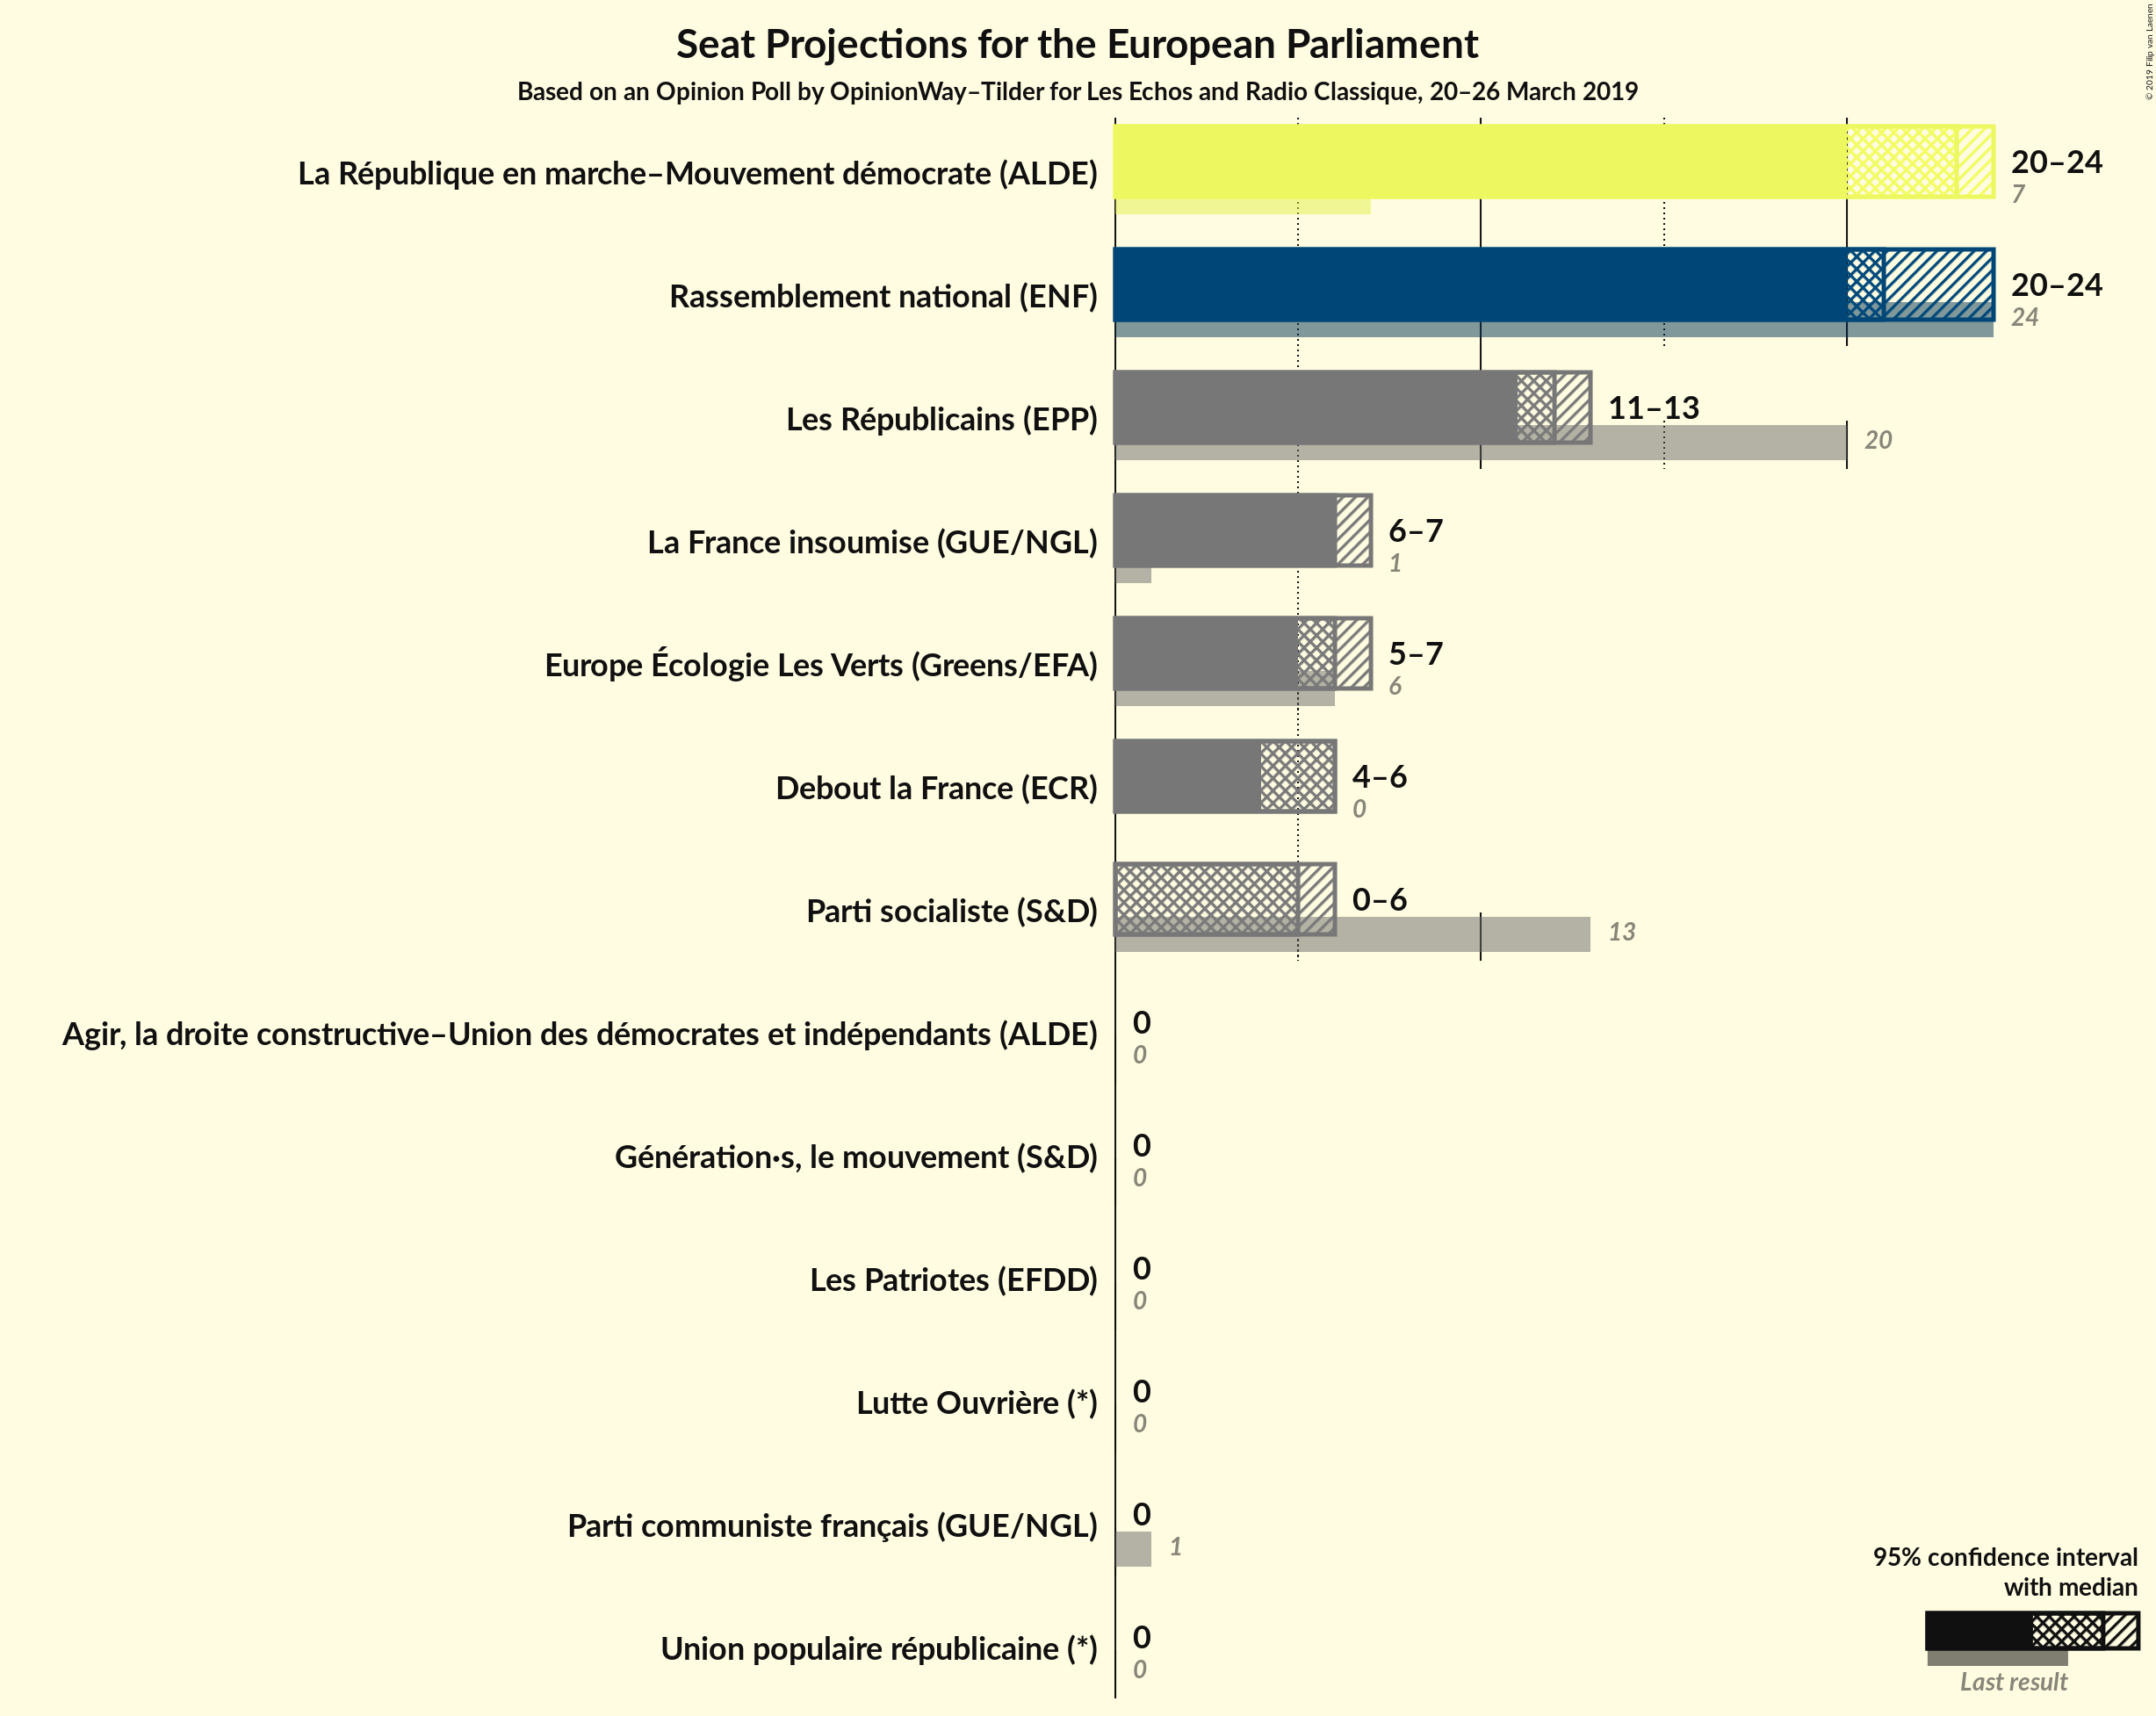 Seat Projections for the European Parliament
Based on an Opinion Poll by OpinionWay–Tilder for Les Echos and Radio Classique, 20–26 March 2019
© 2019 Filip van Laenen
La République en marche–Mouvement démocrate (ALDE)
20–24
7
Rassemblement national (ENF)
20–24
24
Les Républicains (EPP)
11–13
20
La France insoumise (GUE/NGL)
6–7
1
Europe Écologie Les Verts (Greens/EFA)
5–7
6
Debout la France (ECR)
4–6
0
Parti socialiste (S&D)
0–6
13
Agir, la droite constructive–Union des démocrates et indépendants (ALDE)
0
0
Génération·s, le mouvement (S&D)
0
0
Les Patriotes (EFDD)
0
0
Lutte Ouvrière (*)
0
0
Parti communiste français (GUE/NGL)
0
1
Union populaire républicaine (*)
0
0
95% confidence interval
with median
Last result